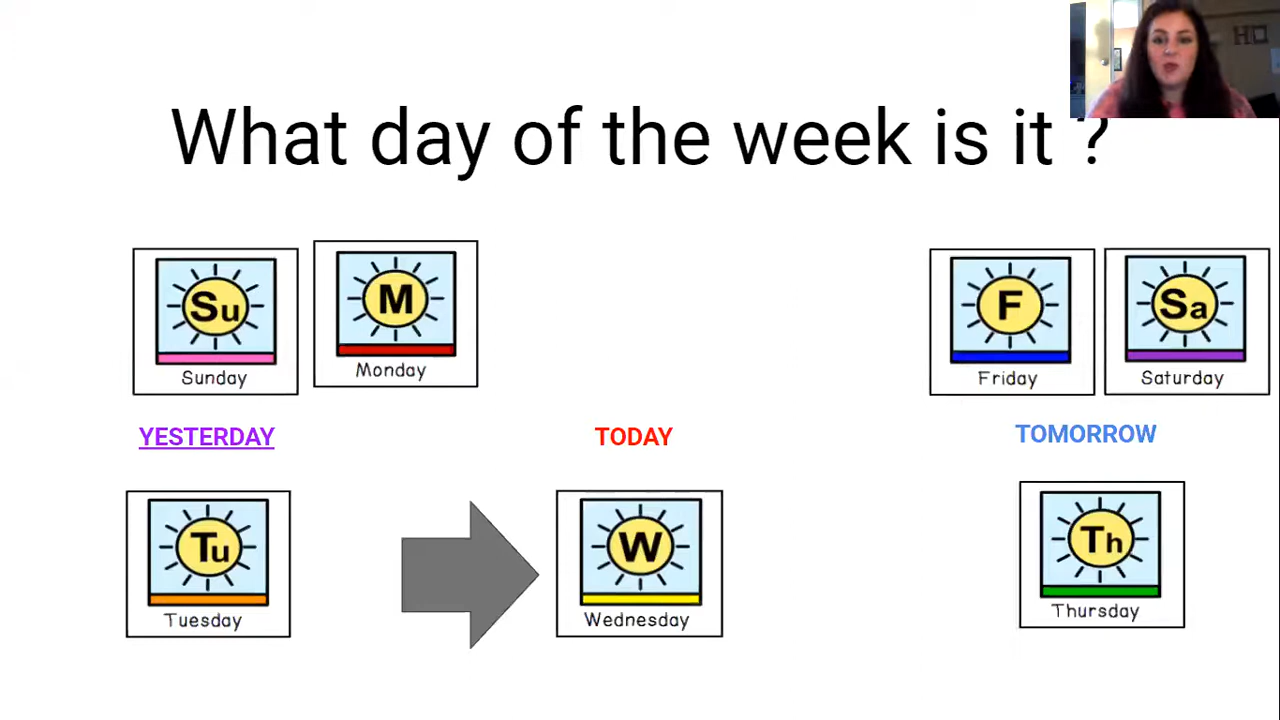 What day of the week is it ?
HO
Su
Sunday
M
Monday
F
Friday
Sa
Saturday
YESTERDAY
TODAY
TOMORROW
Tu
Tuesday
W
Wednesday
Th
Thursday